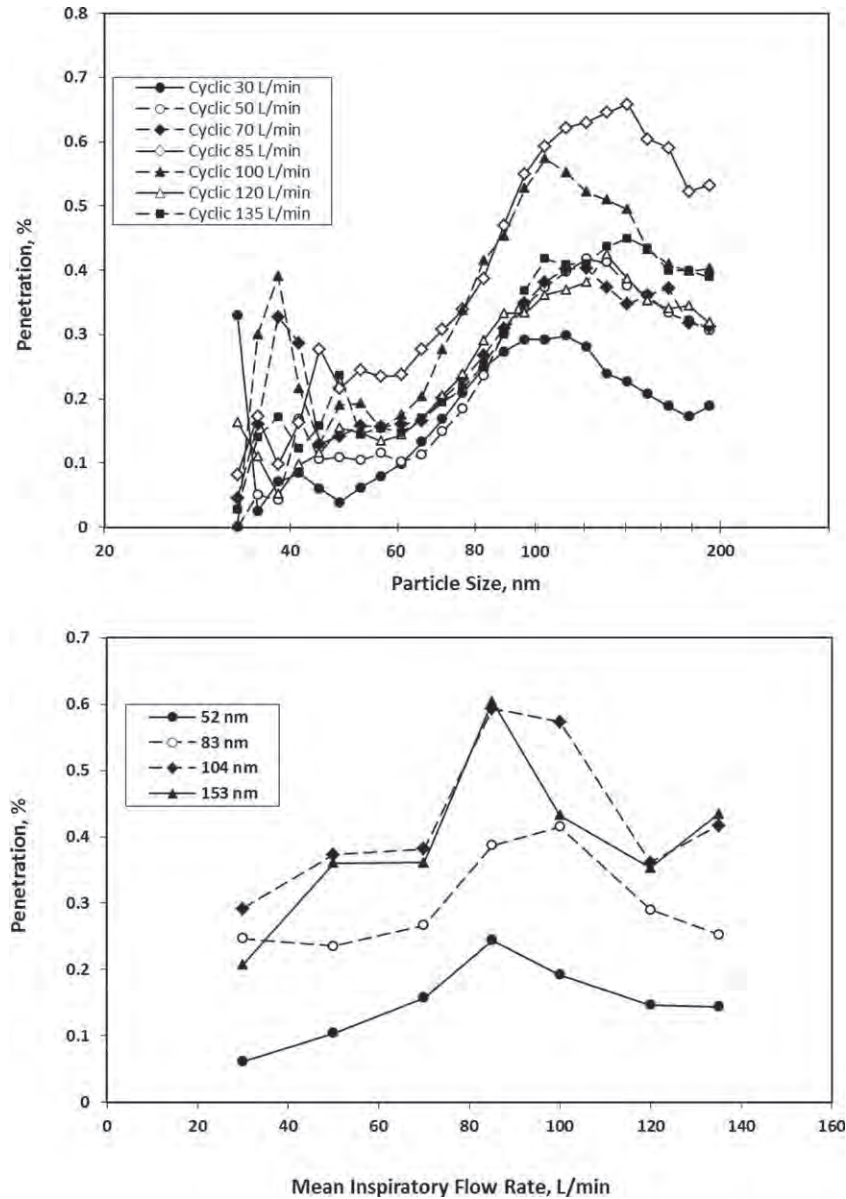 0.8
0.7
0.6
0.5
0.4
0.3
0.2
0.1
0
Penetration, %
Cyclic 30 L/min
Cyclic 50 L/min
Cyclic 70 L/min
Cyclic 85 L/min
Cyclic 100 L/min
Cyclic 120 L/min
Cyclic 135 L/min
20 40 60 80 100 200
Particle Size, nm
0.7
0.6
0.5
0.4
0.3
0.2
0.1
0
Penetration, %
52 nm
83 nm
104 nm
153 nm
0 20 40 60 80 100 120 140 160
Mean Inspiratory Flow Rate, L/min